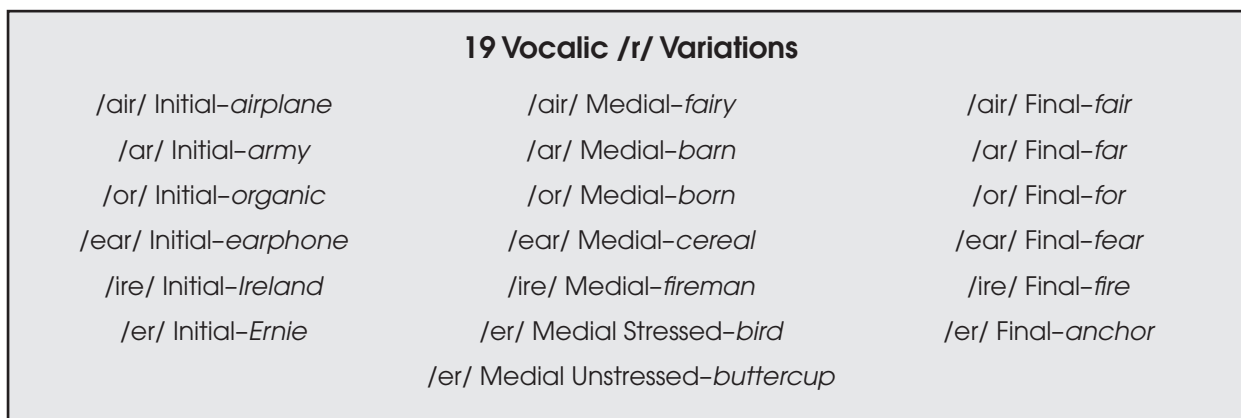 19 Vocalic /r/ Variations
/air/ Initial–airplane /air/ Medial–fairy /air/ Final–fair
/ar/ Initial–army /ar/ Medial–barn /ar/ Final–far
/or/ Initial–organic /or/ Medial–born /or/ Final–for
/ear/ Initial–earphone /ear/ Medial–cereal /ear/ Final–fear
/ire/ Initial–Ireland /ire/ Medial–fireman /ire/ Final–fire
/er/ Initial–Ernie /er/ Medial Stressed–bird /er/ Final–anchor
/er/ Medial Unstressed–buttercup